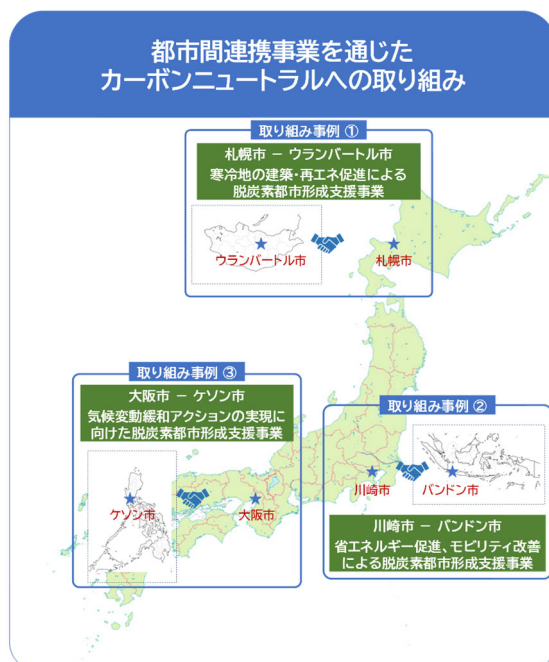 都市間連携事業を通じた
カーボンニュートラルへの取り組み
取り組み事例 ①
札幌市 － ウランバートル市
寒冷地の建築・再エネ促進による
脱炭素都市形成支援事業
ウランバートル市
札幌市
取り組み事例 ③
大阪市 － ケソン市
気候変動緩和アクションの実現に
向けた脱炭素都市形成支援事業
ケソン市
大阪市
取り組み事例 ②
川崎市
バンドン市
川崎市 － バンドン市
省エネルギー促進、モビリティ改善
による脱炭素都市形成支援事業